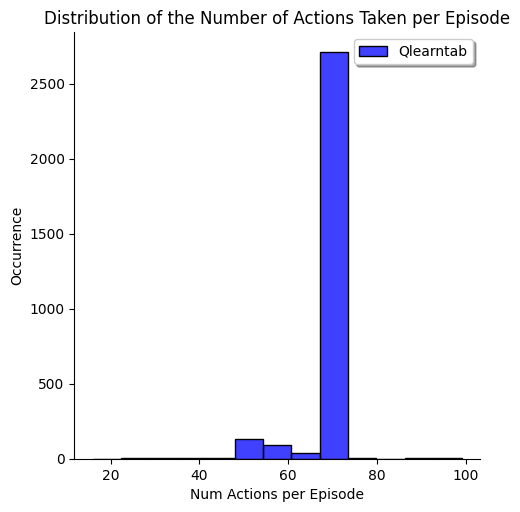 Distribution of the Number of Actions Taken per Episode
Qlearntab
2500
2000
1500
1000
500
0
20 40 60 80 100
Occurrence
Num Actions per Episode